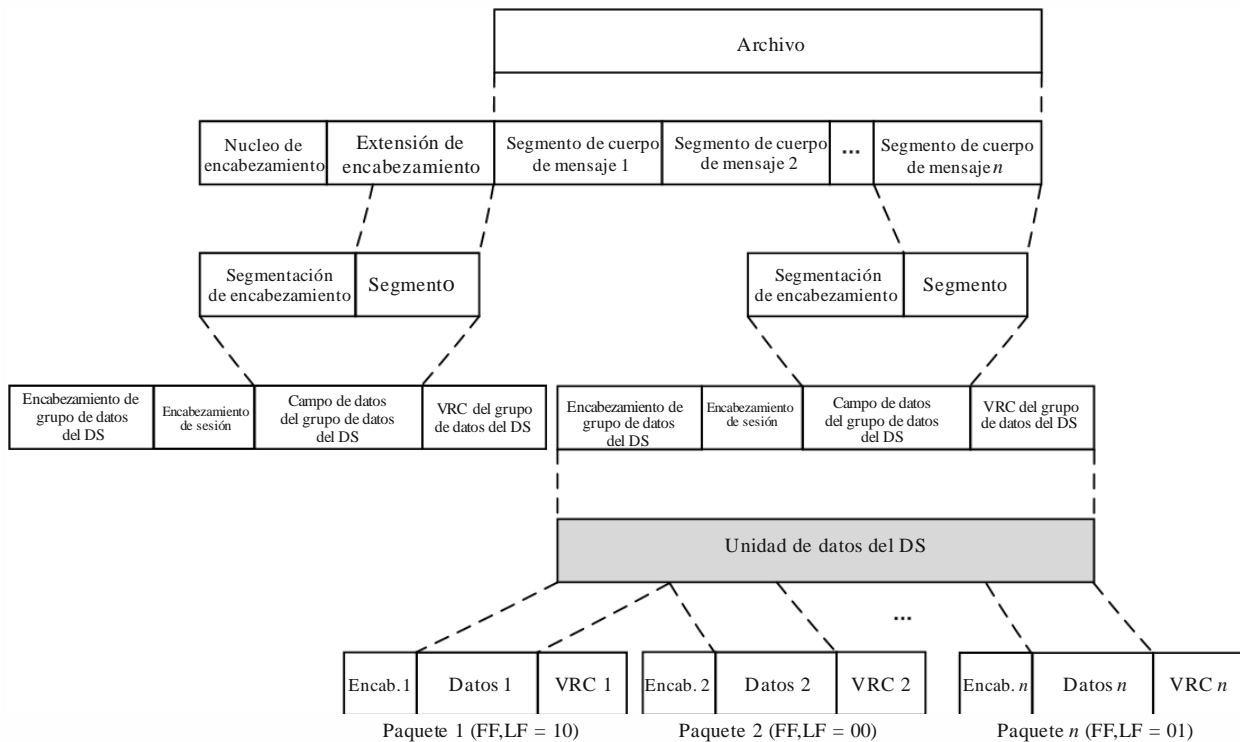 Archivo
Nucleo de
encabezamiento
Extensión de
encabezamiento
Segmento de cuerpo
de mensaje 1
Segmento de cuerpo
de mensaje 2
...
Segmento de cuerpo
de mensaje n
Segmentación
de encabezamiento
Segmento
Segmentación
de encabezamiento
Segmento
Encabezamiento de
grupo de datos
del DS
Encabezamiento
de sesión
Campo de datos
del grupo de datos
del DS
VRC del grupo
de datos del DS
Encabezamiento de
grupo de datos
del DS
Encabezamiento
de sesión
Campo de datos
del grupo de datos
del DS
VRC del grupo
de datos del DS
Unidad de datos del DS
...
Encab. 1
Datos 1
VRC 1
Encab. 2
Datos 2
VRC 2
Encab. n
Datos n
VRC n
Paquete 1 (FF,LF = 10)
Paquete 2 (FF,LF = 00)
Paquete n (FF,LF = 01)